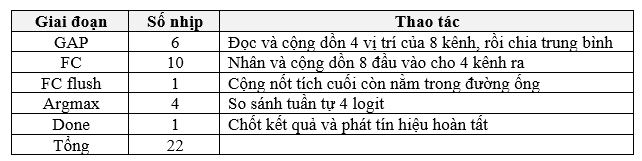 Giai đoạn Số nhịp Thao tác
GAP 6 Đọc và cộng dồn 4 vị trí của 8 kênh, rồi chia trung bình
FC 10 Nhân và cộng dồn 8 đầu vào cho 4 kênh ra
FC flush 1 Cộng nốt tích cuối còn nằm trong đường ống
Argmax 4 So sánh tuần tự 4 logit
Done 1 Chốt kết quả và phát tín hiệu hoàn tất
Tổng 22